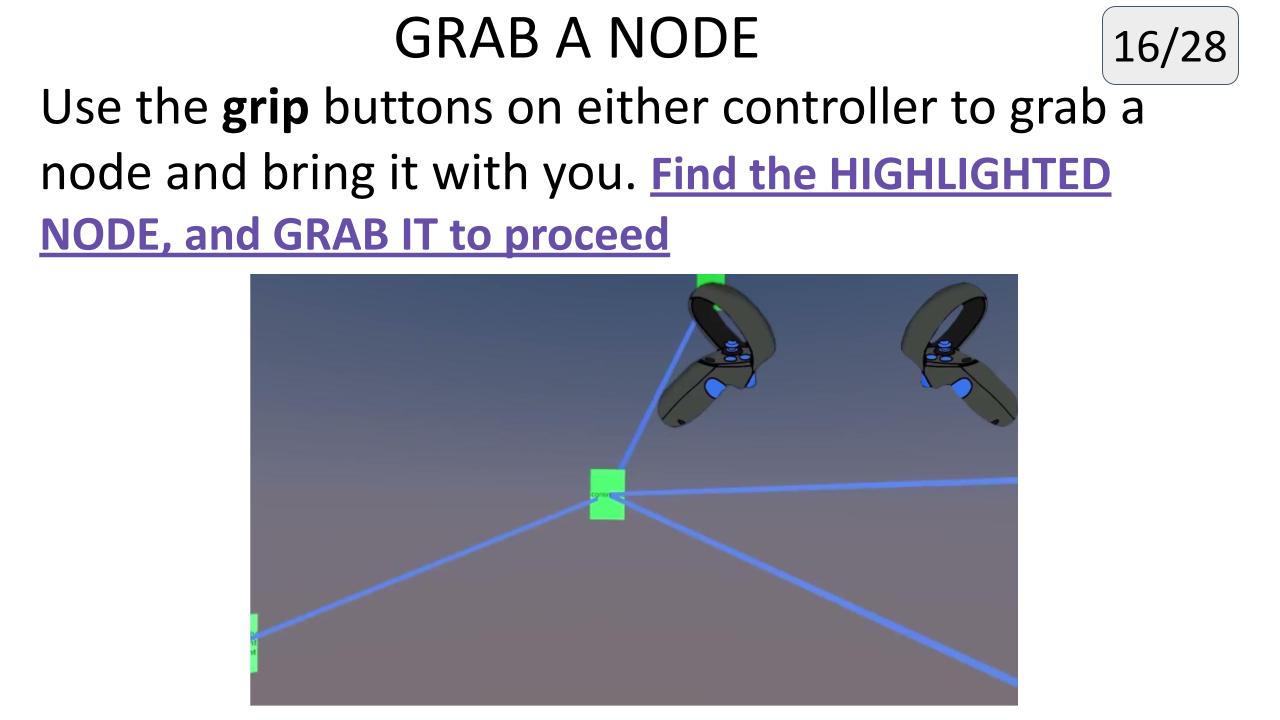 GRAB A NODE
16/28
Use the grip buttons on either controller to grab a
node and bring it with you. Find the HIGHLIGHTED
NODE, and GRAB IT to proceed